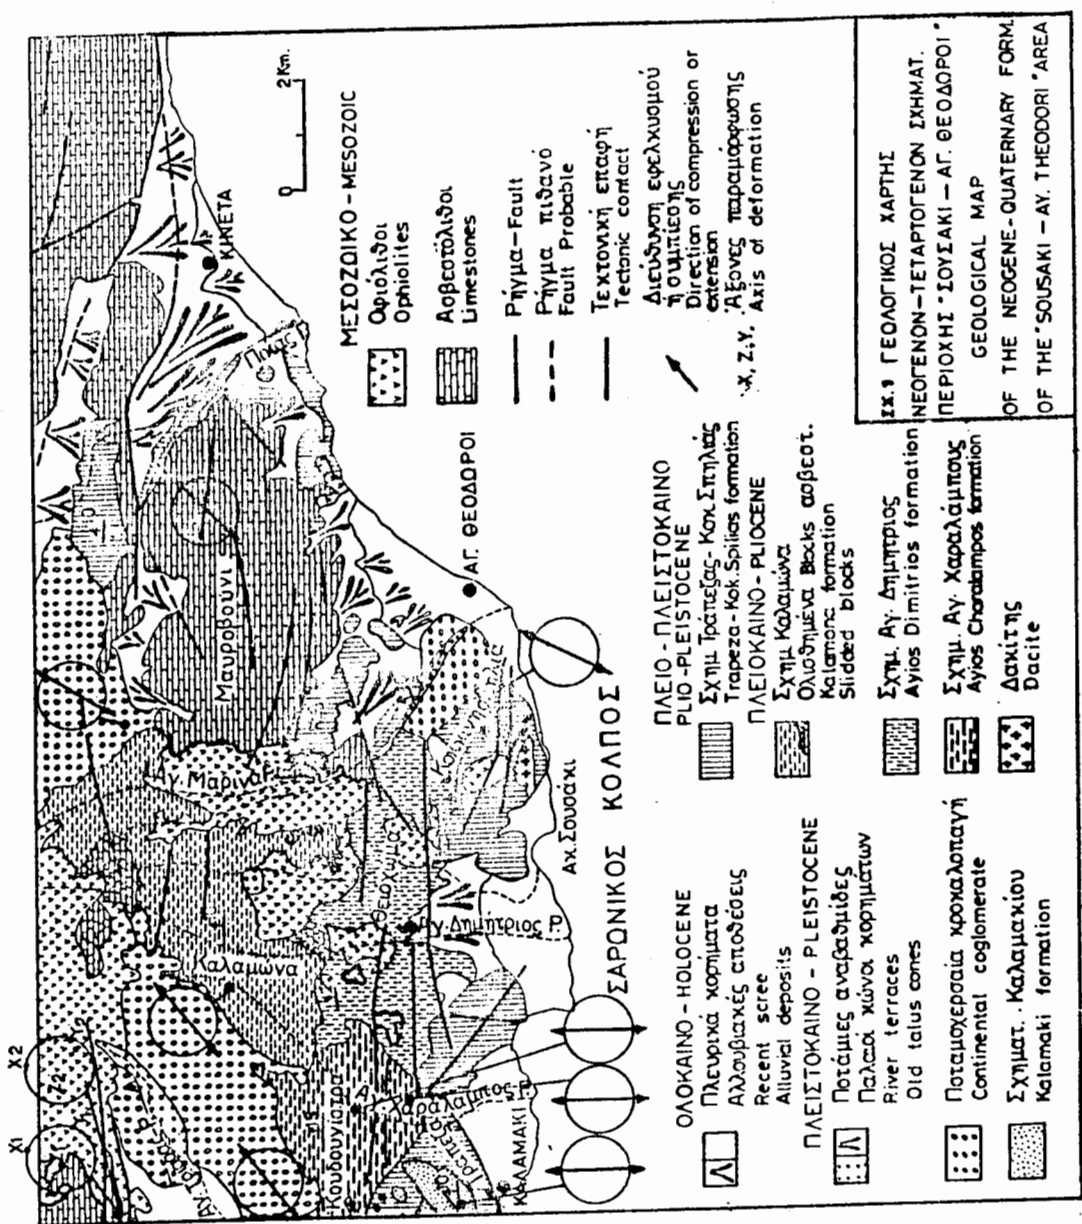 X1
X2
Αγ. Μαρίνα Ρ.
Μαυροβούνι
ΚΙΝΕΤΑ
ΑΓ. ΘΕΟΔΩΡΟΙ
Καλαμώνα
Θεοχώμα
Αγ. Δημήτριος Ρ.
Κουδουνίστρα
ΚΑΛΑΜΑΚΙ
Αχ. Σουσάκι
ΣΑΡΩΝΙΚΟΣ ΚΟΛΠΟΣ
0 2 Km.
ΟΛΟΚΑΙΝΟ - HOLOCENE
Πλευρικά κορήματα
Αλλουβιακές αποθέσεις
Recent scree
Alluvial deposits
ΠΛΕΙΣΤΟΚΑΙΝΟ - PLEISTOCENE
Ποτάμιες αναβαθμίδες
Παλαιοί κώνοι κορημάτων
River terraces
Old talus cones
Ποταμοχερσαία κροκαλοπαγή
Continental coglomerate
Σχηματ. Καλαμακίου
Kalamaki formation
ΠΛΕΙΟ - ΠΛΕΙΣΤΟΚΑΙΝΟ
PLIO - PLEISTOCENE
Σχημ. Τράπεζας - Κοκ. Σπηλιάς
Trapeza - Kok. Spilias formation
ΠΛΕΙΟΚΑΙΝΟ - PLIOCENE
Σχημ Καλαμώνα
Ολισθημένα Blocks ασβεστ.
Kalamona formation
Slidded blocks
Σχημ. Αγ. Δημήτριος
Ayios Dimitrios formation
Σχημ. Αγ. Χαραλάμπους
Ayios Charalampos formation
Δακίτης
Dacite
ΜΕΣΟΖΩΙΚΟ - MESOZOIC
Οφιόλιθοι
Ophiolites
Ασβεστόλιθοι
Limestones
Ρήγμα - Fault
Ρήγμα πιθανό
Fault Probable
Τεκτονική επαφή
Tectonic contact
Διεύθυνση εφελκυσμού
ή συμπίεσης
Direction of compression or
extension
X, Z, Y. Άξονες παραμόρφωσης
Axis of deformation
ΣΧ. 9 ΓΕΩΛΟΓΙΚΟΣ ΧΑΡΤΗΣ
ΝΕΟΓΕΝΩΝ - ΤΕΤΑΡΤΟΓΕΝΩΝ ΣΧΗΜΑΤ.
ΠΕΡΙΟΧΗΣ "ΣΟΥΣΑΚΙ - ΑΓ. ΘΕΟΔΩΡΟΙ"
GEOLOGICAL MAP
OF THE NEOGENE - QUATERNARY FORM.
OF THE "SOUSAKI - AY. THEODORI" AREA